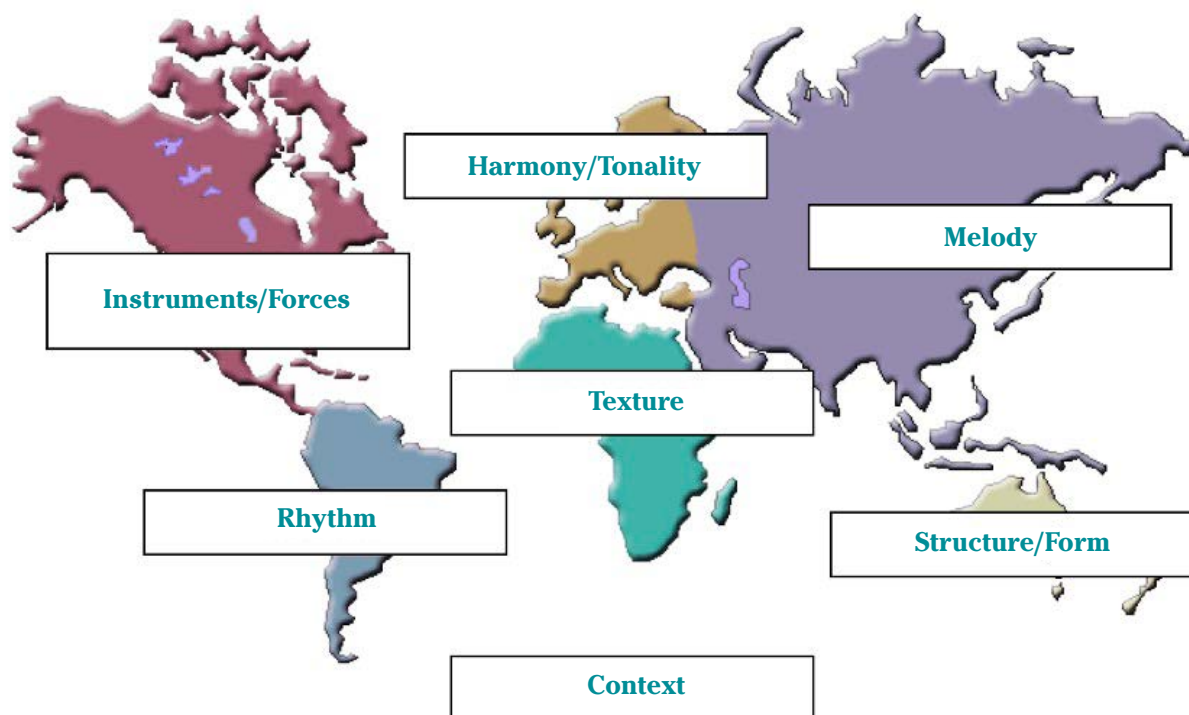 Harmony/Tonality
Melody
Instruments/Forces
Texture
Rhythm
Structure/Form
Context